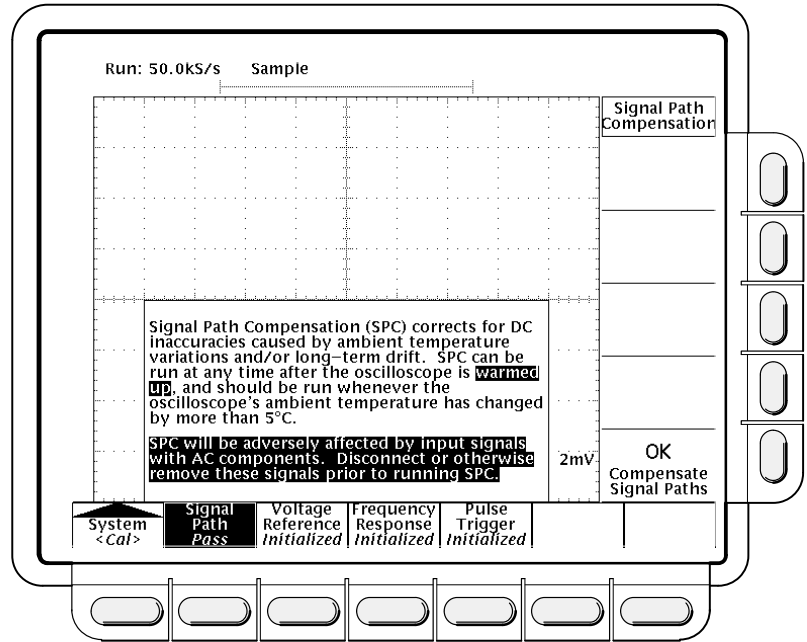 Run: 50.0kS/s Sample
Signal Path
Compensation
Signal Path Compensation (SPC) corrects for DC
inaccuracies caused by ambient temperature
variations and/or long-term drift. SPC can be
run at any time after the oscilloscope is warmed
up, and should be run whenever the
oscilloscope's ambient temperature has changed
by more than 5°C.
SPC will be adversely affected by input signals
with AC components. Disconnect or otherwise
remove these signals prior to running SPC.
2mV
OK
Compensate
Signal Paths
System
<Cal>
Signal
Path
Pass
Voltage
Reference
Initialized
Frequency
Response
Initialized
Pulse
Trigger
Initialized